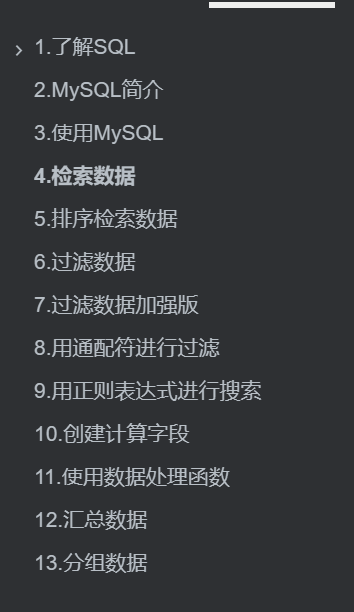 1.了解SQL
2.MySQL简介
3.使用MySQL
4.检索数据
5.排序检索数据
6.过滤数据
7.过滤数据加强版
8.用通配符进行过滤
9.用正则表达式进行搜索
10.创建计算字段
11.使用数据处理函数
12.汇总数据
13.分组数据